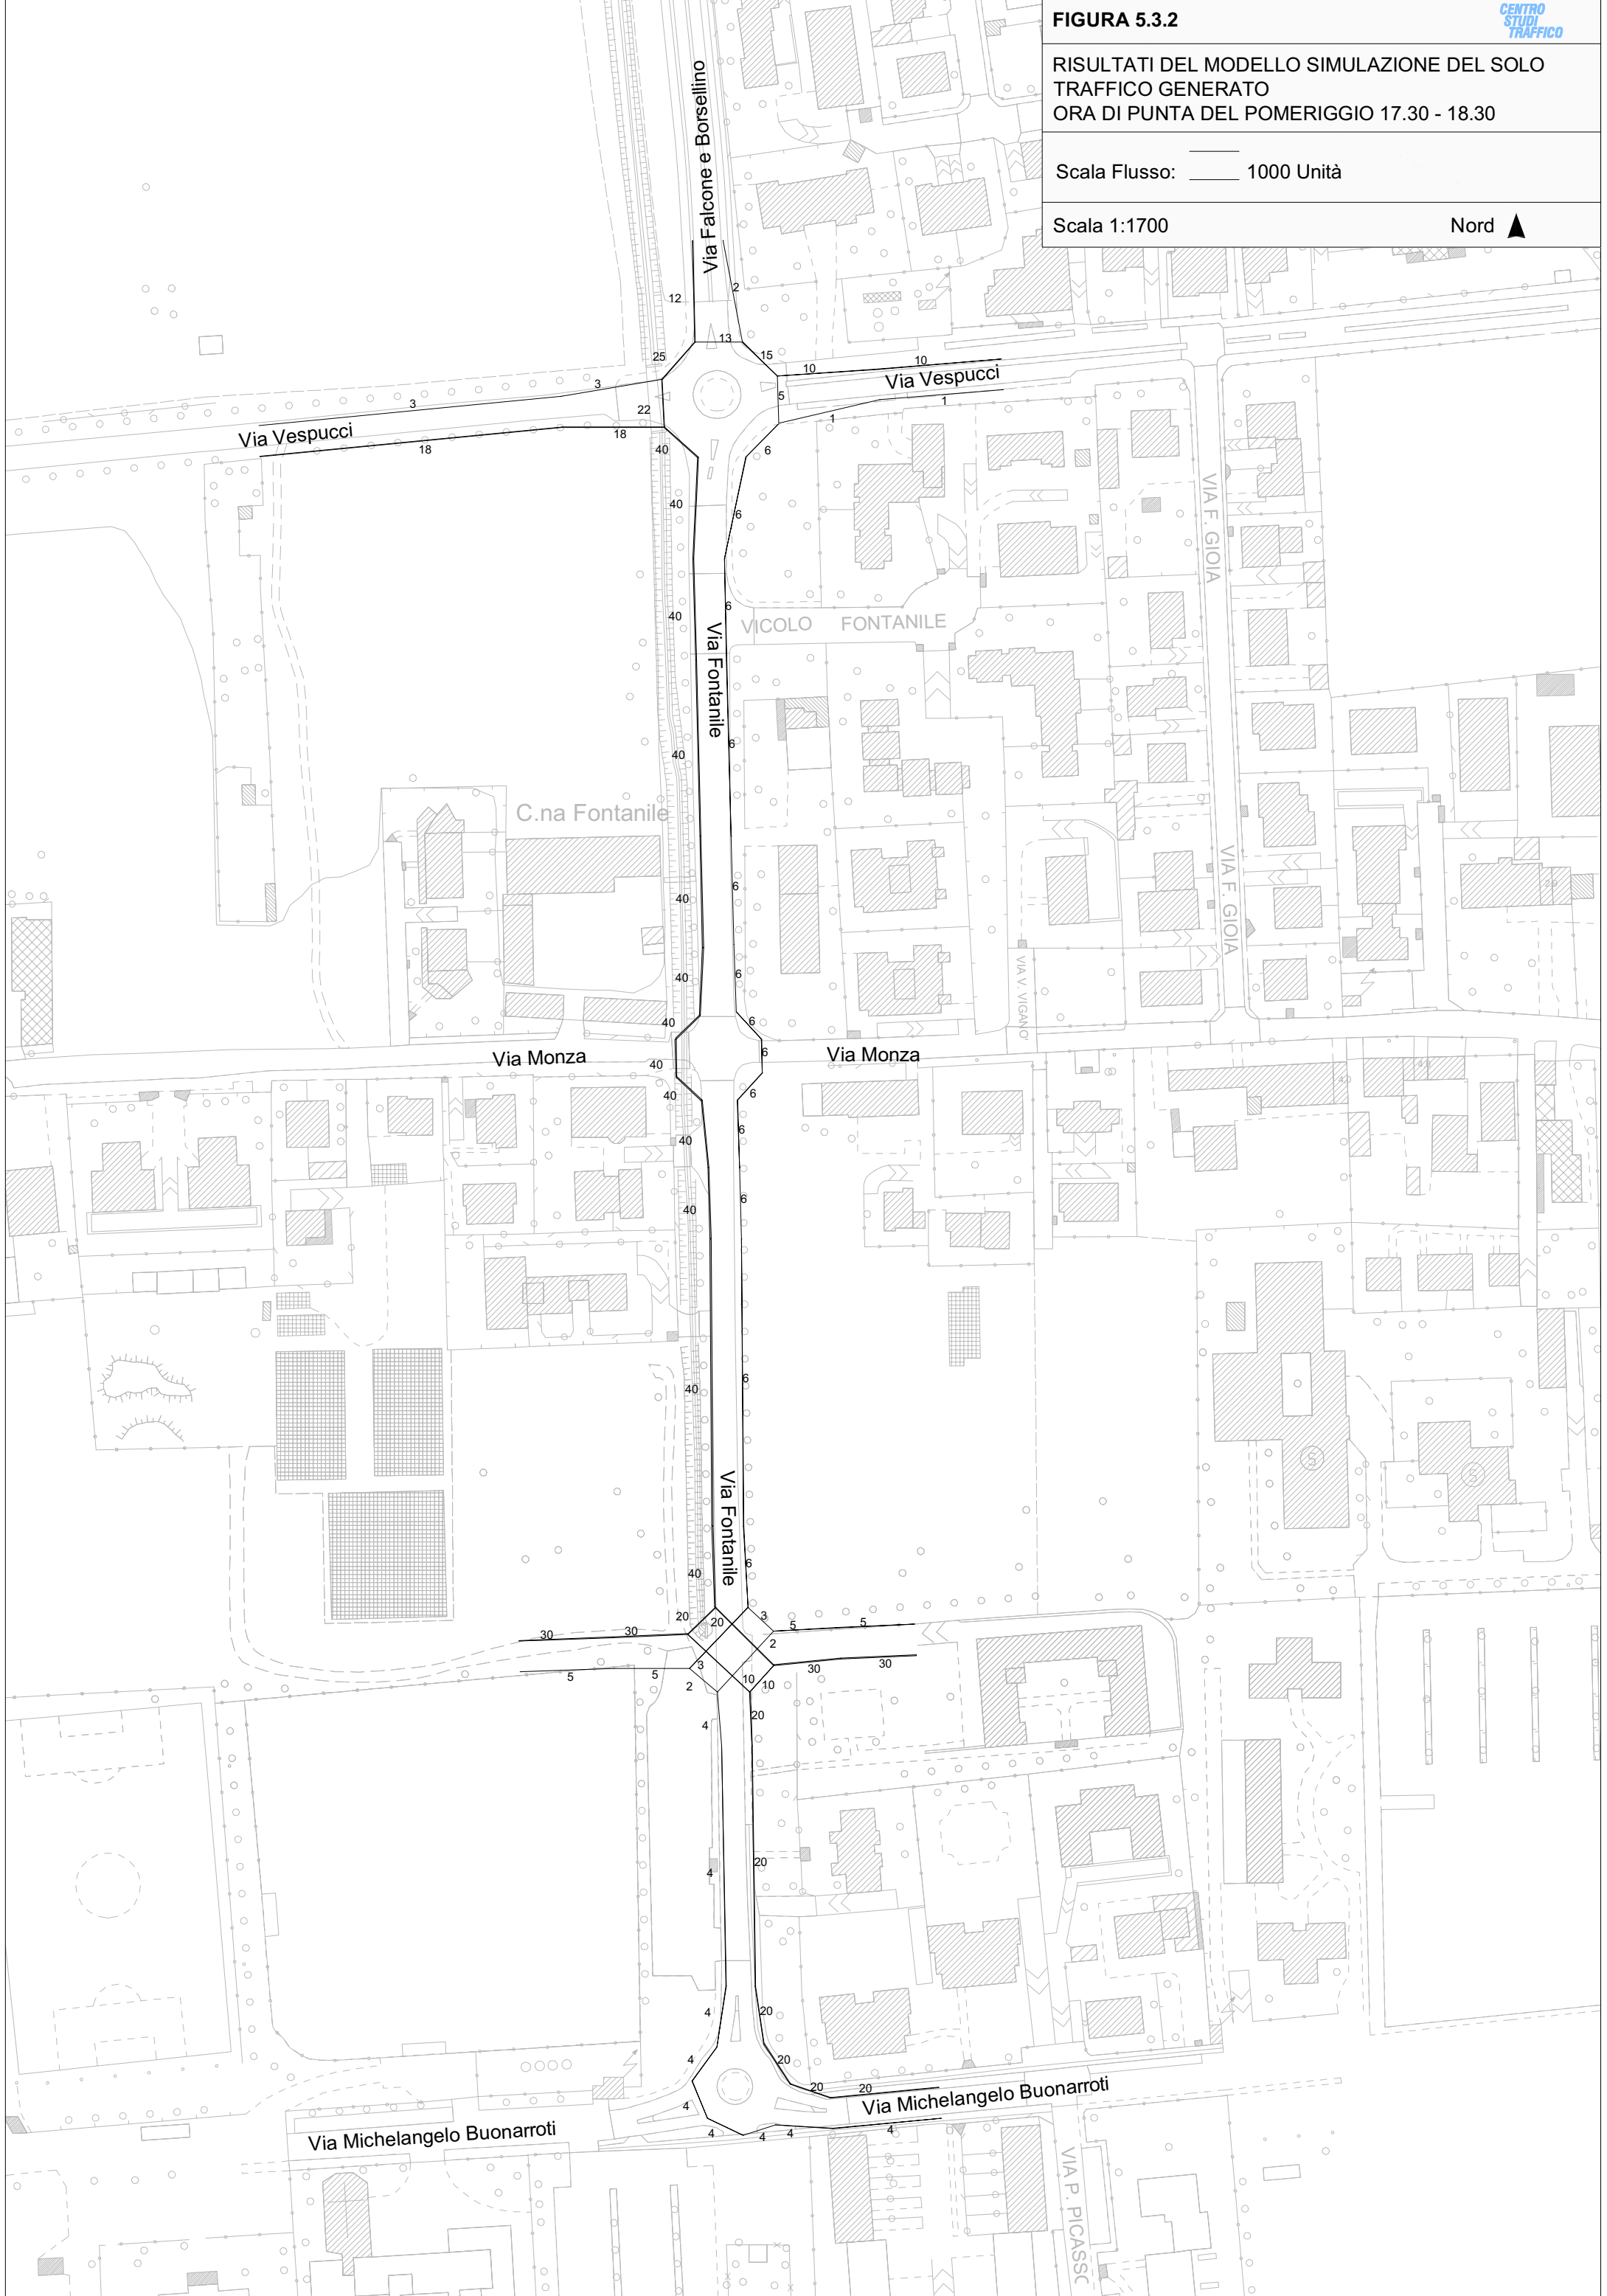 FIGURA 5.3.2
CENTRO
STUDI
TRAFFICO
RISULTATI DEL MODELLO SIMULAZIONE DEL SOLO
TRAFFICO GENERATO
ORA DI PUNTA DEL POMERIGGIO 17.30 - 18.30
Scala Flusso: 1000 Unità
Scala 1:1700 Nord
Via Falcone e Borsellino
12
2
13
15
25
10
10
Via Vespucci
3
3
5
1
1
22
Via Vespucci
18
18
40
6
40
6
VIA F. GIOIA
6
40
VICOLO FONTANILE
Via Fontanile
6
40
C.na Fontanile
VIA F. GIOIA
6
40
VIA V. VIGANO'
6
40
40
6
Via Monza
40
6
Via Monza
40
6
6
40
6
40
6
40
S
S
Via Fontanile
6
40
20
20
3
5
5
30
30
2
3
30
30
5
5
2
10
10
20
4
20
4
4
20
4
20
20
20
Via Michelangelo Buonarroti
4
4
4
4
4
Via Michelangelo Buonarroti
VIA P. PICASSO